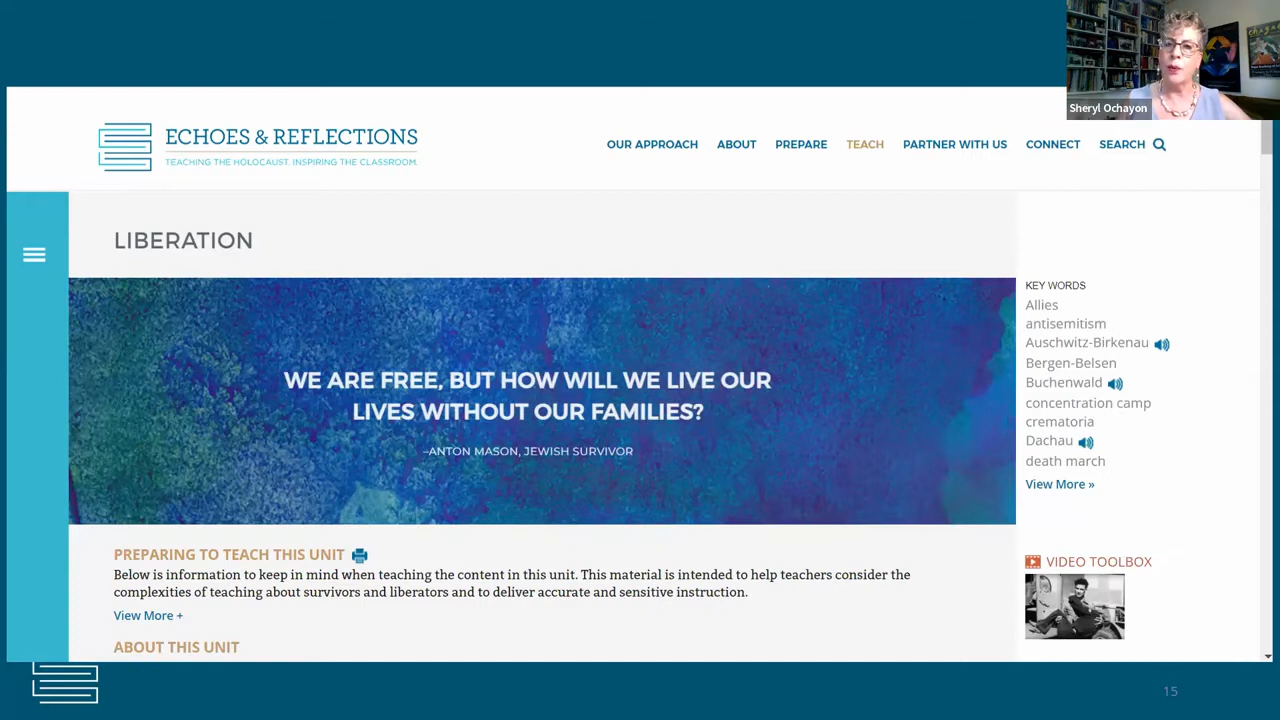 Sheryl Ochayon
ECHOES & REFLECTIONS
TEACHING THE HOLOCAUST. INSPIRING THE CLASSROOM.
OUR APPROACH ABOUT PREPARE TEACH PARTNER WITH US CONNECT SEARCH
LIBERATION
WE ARE FREE, BUT HOW WILL WE LIVE OUR
LIVES WITHOUT OUR FAMILIES?
–ANTON MASON, JEWISH SURVIVOR
PREPARING TO TEACH THIS UNIT
Below is information to keep in mind when teaching the content in this unit. This material is intended to help teachers consider the
complexities of teaching about survivors and liberators and to deliver accurate and sensitive instruction.
View More +
ABOUT THIS UNIT
KEY WORDS
Allies
antisemitism
Auschwitz-Birkenau
Bergen-Belsen
Buchenwald
concentration camp
crematoria
Dachau
death march
View More »
VIDEO TOOLBOX
15